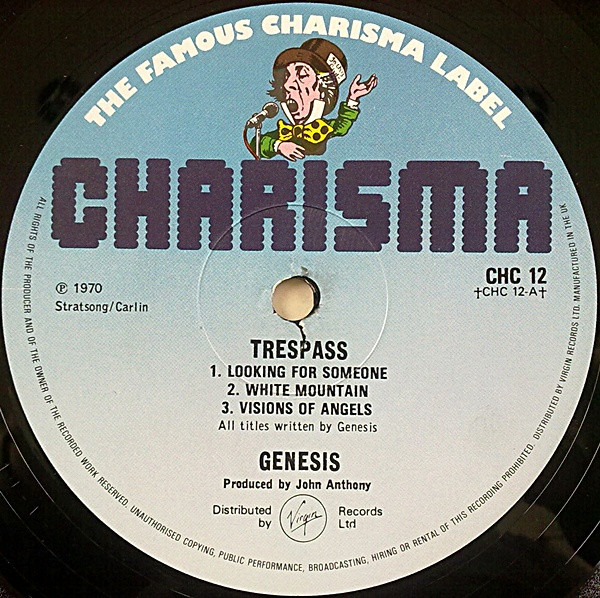 THE FAMOUS CHARISMA LABEL
CHARISMA
℗ 1970
Stratsong/Carlin
CHC 12
†CHC 12-A†
TRESPASS
1. LOOKING FOR SOMEONE
2. WHITE MOUNTAIN
3. VISIONS OF ANGELS
All titles written by Genesis
GENESIS
Produced by John Anthony
Distributed
by
Virgin
Records
Ltd
ALL RIGHTS OF THE PRODUCER AND OF THE OWNER OF THE RECORDED WORK RESERVED. UNAUTHORISED COPYING, PUBLIC PERFORMANCE, BROADCASTING, HIRING OR RENTAL OF THIS RECORDING PROHIBITED. DISTRIBUTED BY VIRGIN RECORDS LTD. MANUFACTURED IN THE UK